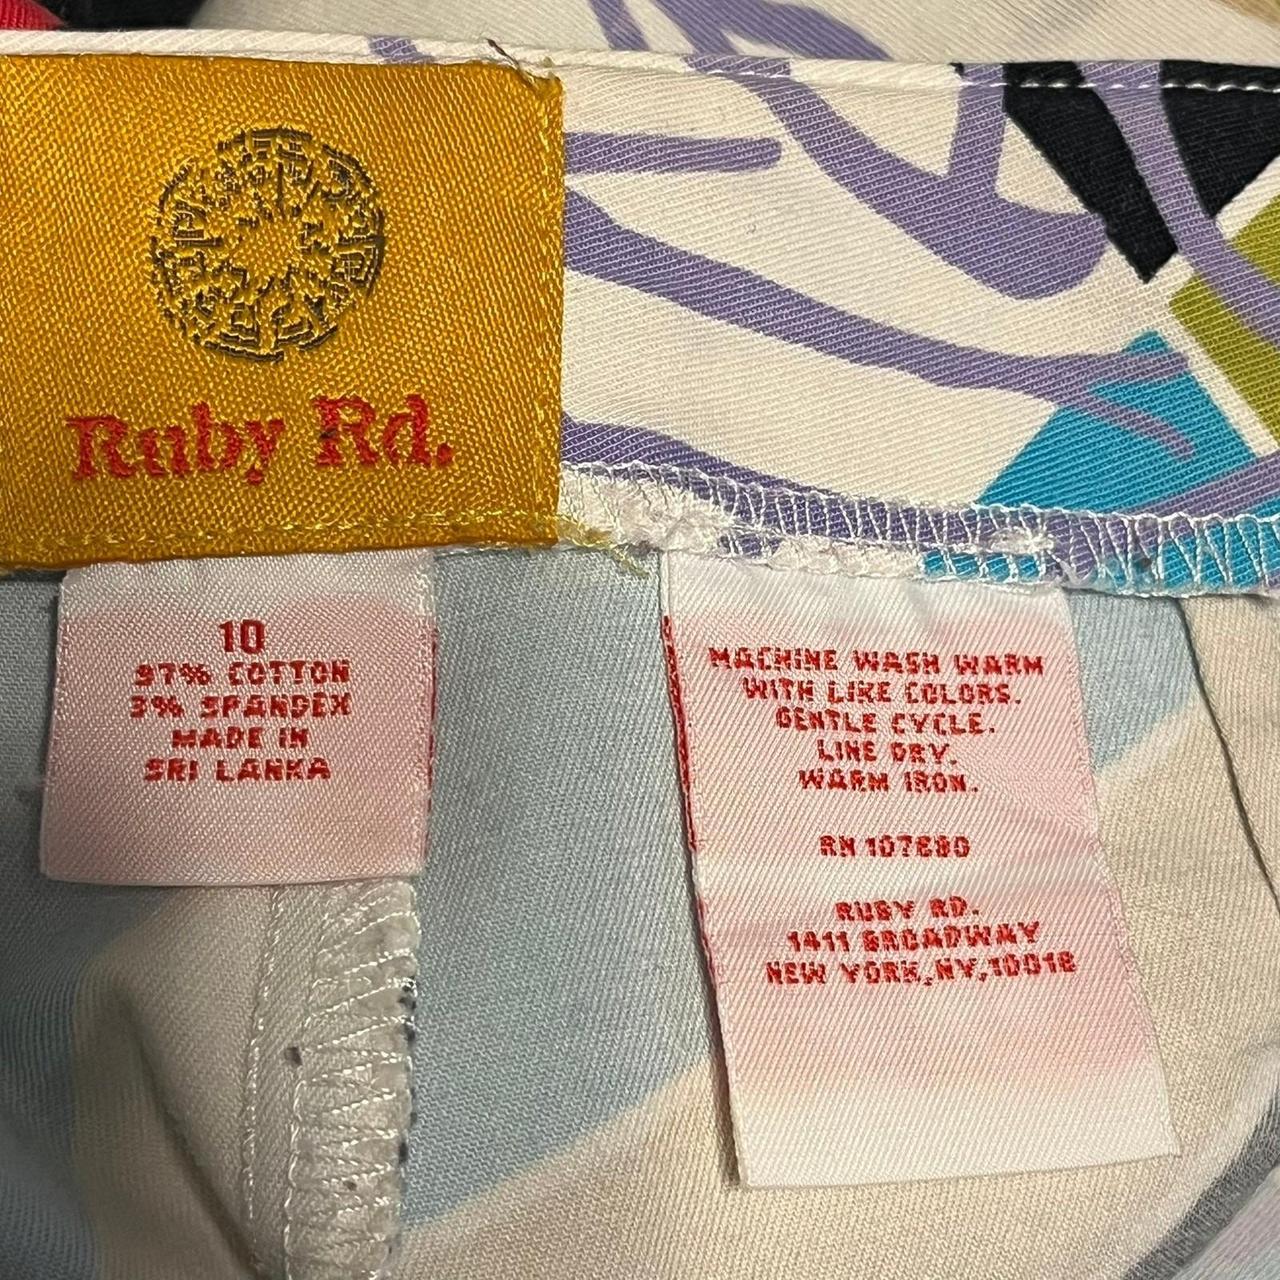 Ruby Rd.
10
97% COTTON
3% SPANDEX
MADE IN
SRI LANKA
MACHINE WASH WARM
WITH LIKE COLORS.
GENTLE CYCLE.
LINE DRY.
WARM IRON.
RN 107680
RUBY RD.
1411 BROADWAY
NEW YORK,NY,10018